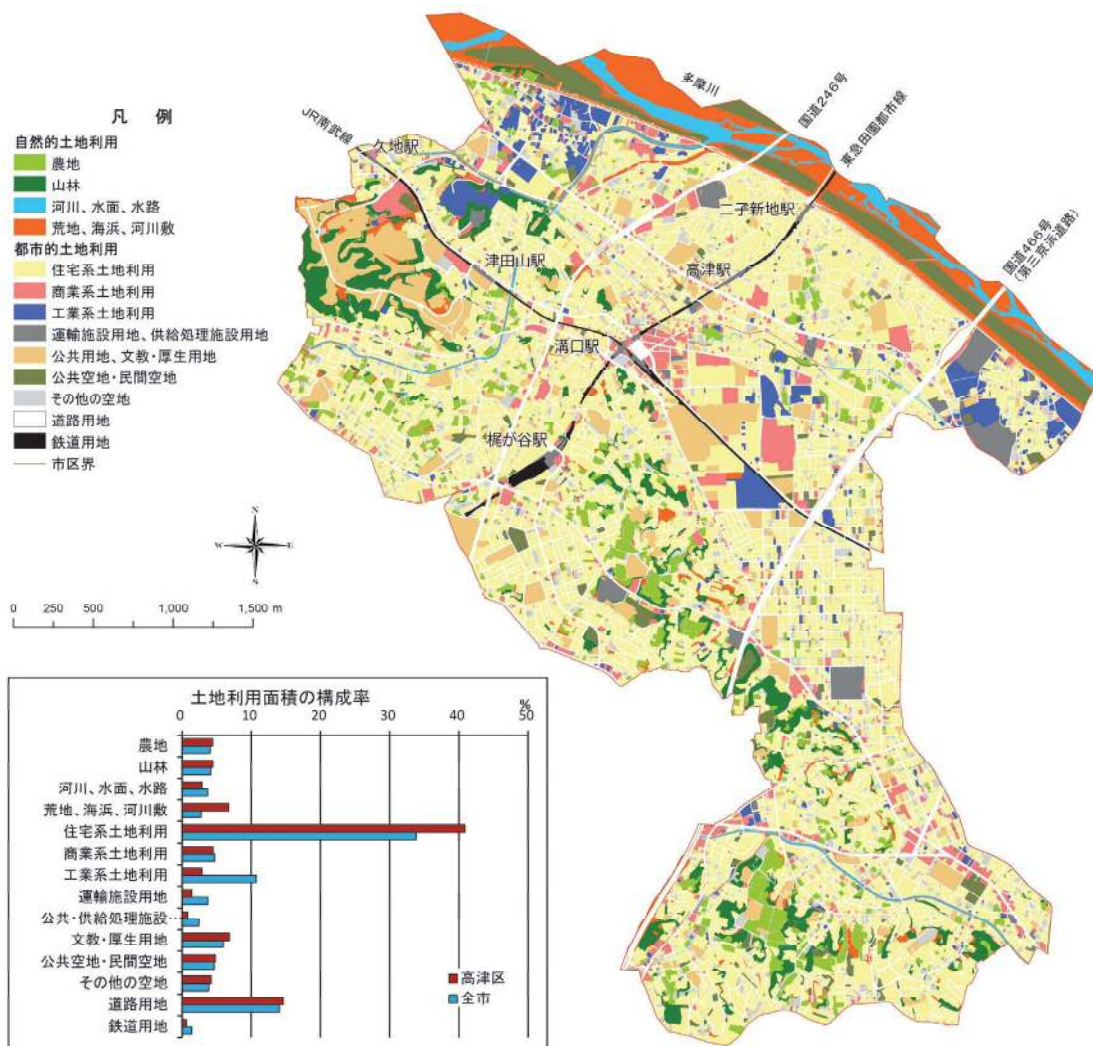 凡 例
自然的土地利用
農地
山林
河川、水面、水路
荒地、海浜、河川敷
都市的土地利用
住宅系土地利用
商業系土地利用
工業系土地利用
運輸施設用地、供給処理施設用地
公共用地、文教・厚生用地
公共空地・民間空地
その他の空地
道路用地
鉄道用地
市区界
N
W E
S
0 250 500 1,000 1,500 m
多摩川
国道246号
東急田園都市線
JR南武線
久地駅
二子新地駅
国道466号
(第三京浜道路)
津田山駅
高津駅
溝口駅
梶が谷駅
土地利用面積の構成率
0 10 20 30 40 50
%
農地
山林
河川、水面、水路
荒地、海浜、河川敷
住宅系土地利用
商業系土地利用
工業系土地利用
運輸施設用地
公共・供給処理施設
文教・厚生用地
公共空地・民間空地
その他の空地
道路用地
鉄道用地
高津区
全市